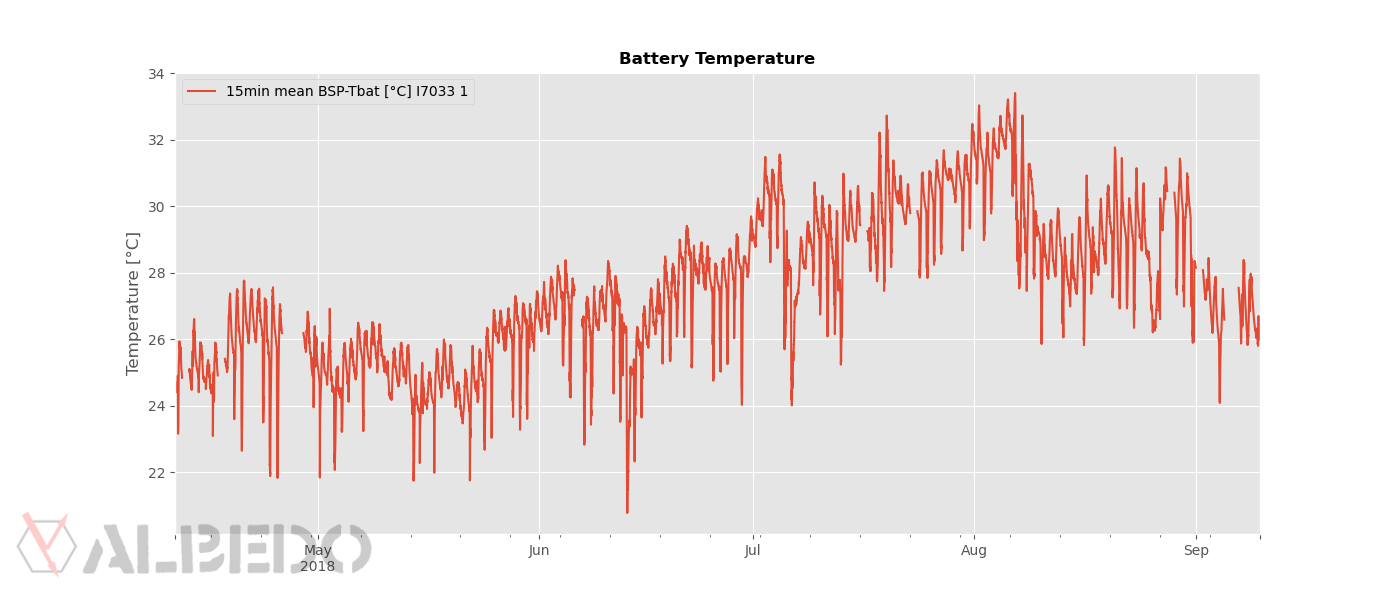 Battery Temperature
15min mean BSP-Tbat [°C] I7033 1
Temperature [°C]
34
32
30
28
26
24
22
May
2018
Jun
Jul
Aug
Sep
ALBEDO